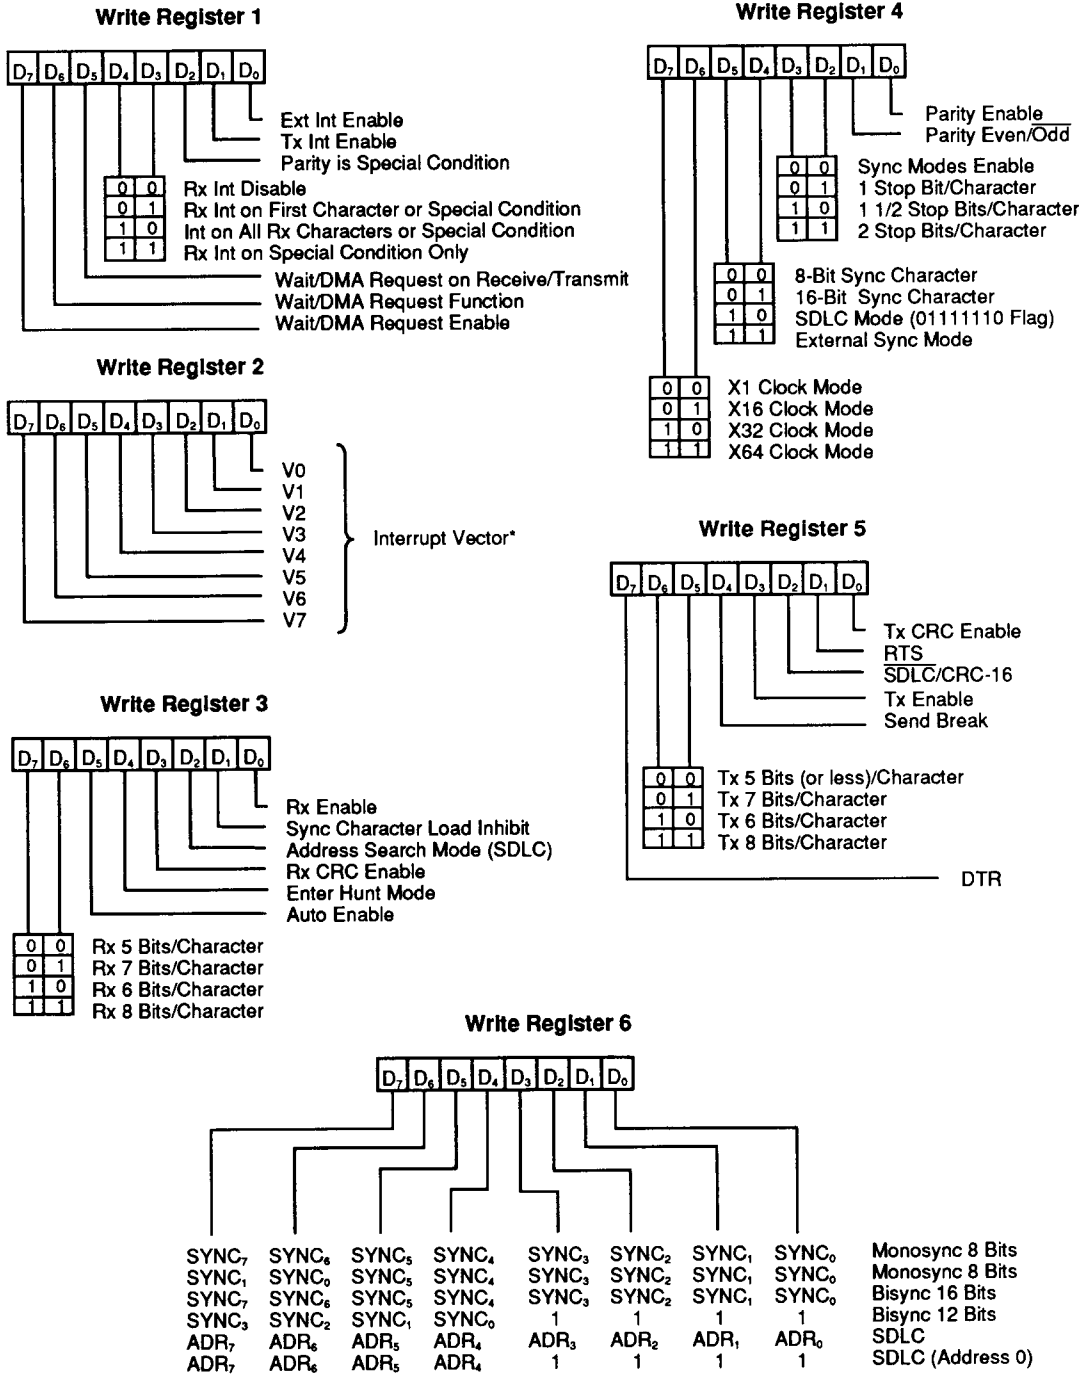 Write Register 1
D7 D6 D5 D4 D3 D2 D1 D0
Ext Int Enable
Tx Int Enable
Parity is Special Condition
0 0 Rx Int Disable
0 1 Rx Int on First Character or Special Condition
1 0 Int on All Rx Characters or Special Condition
1 1 Rx Int on Special Condition Only
Wait/DMA Request on Receive/Transmit
Wait/DMA Request Function
Wait/DMA Request Enable
Write Register 2
D7 D6 D5 D4 D3 D2 D1 D0
V0
V1
V2
V3
V4
V5
V6
V7
Interrupt Vector*
Write Register 3
D7 D6 D5 D4 D3 D2 D1 D0
Rx Enable
Sync Character Load Inhibit
Address Search Mode (SDLC)
Rx CRC Enable
Enter Hunt Mode
Auto Enable
0 0 Rx 5 Bits/Character
0 1 Rx 7 Bits/Character
1 0 Rx 6 Bits/Character
1 1 Rx 8 Bits/Character
Write Register 4
D7 D6 D5 D4 D3 D2 D1 D0
Parity Enable
Parity Even/O̅d̅d̅
0 0 Sync Modes Enable
0 1 1 Stop Bit/Character
1 0 1 1/2 Stop Bits/Character
1 1 2 Stop Bits/Character
0 0 8-Bit Sync Character
0 1 16-Bit Sync Character
1 0 SDLC Mode (01111110 Flag)
1 1 External Sync Mode
0 0 X1 Clock Mode
0 1 X16 Clock Mode
1 0 X32 Clock Mode
1 1 X64 Clock Mode
Write Register 5
D7 D6 D5 D4 D3 D2 D1 D0
Tx CRC Enable
RTS
S̅D̅L̅C̅/CRC-16
Tx Enable
Send Break
0 0 Tx 5 Bits (or less)/Character
0 1 Tx 7 Bits/Character
1 0 Tx 6 Bits/Character
1 1 Tx 8 Bits/Character
DTR
Write Register 6
D7 D6 D5 D4 D3 D2 D1 D0
SYNC7 SYNC6 SYNC5 SYNC4 SYNC3 SYNC2 SYNC1 SYNC0 Monosync 8 Bits
SYNC1 SYNC0 SYNC5 SYNC4 SYNC3 SYNC2 SYNC1 SYNC0 Monosync 8 Bits
SYNC7 SYNC6 SYNC5 SYNC4 SYNC3 SYNC2 SYNC1 SYNC0 Bisync 16 Bits
SYNC3 SYNC2 SYNC1 SYNC0 1 1 1 1 Bisync 12 Bits
ADR7 ADR6 ADR5 ADR4 ADR3 ADR2 ADR1 ADR0 SDLC
ADR7 ADR6 ADR5 ADR4 1 1 1 1 SDLC (Address 0)